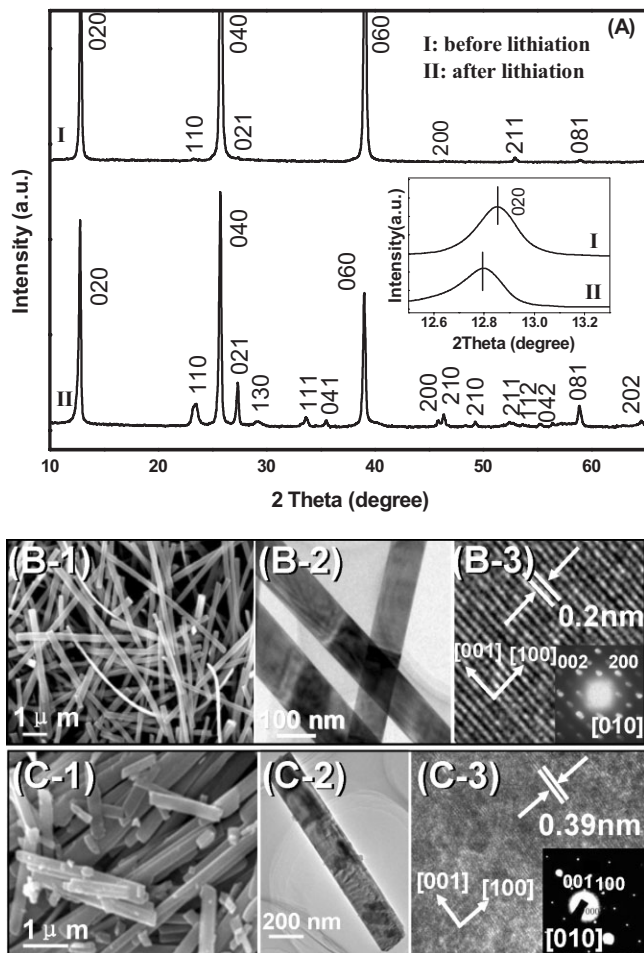 (A)
I: before lithiation
II: after lithiation
020
110
040
021
060
200
211
081
I
020
110
040
021
130
111
041
060
200
210
210
211
112
042
081
202
II
Intensity (a.u.)
10 20 30 40 50 60
2 Theta (degree)
020
I
II
Intensity(a.u.)
12.6 12.8 13.0 13.2
2Theta (degree)
(B-1)
1 μ m
(B-2)
100 nm
(B-3)
0.2nm
[001] [100]
002 200
[010]
(C-1)
1 μ m
(C-2)
200 nm
(C-3)
0.39nm
[001] [100]
001 100
000
[010]